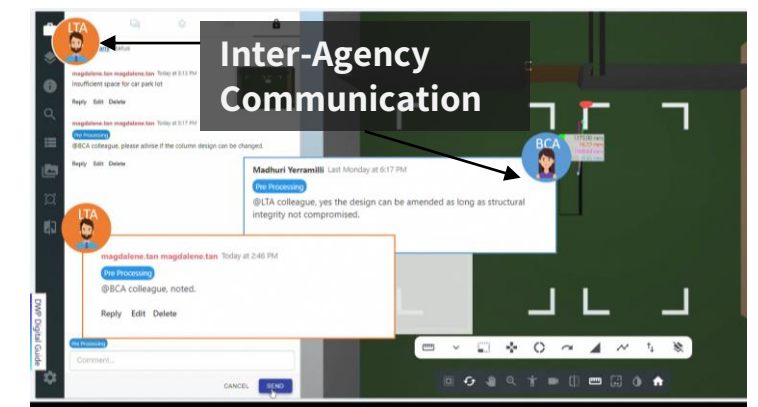 LTA
Status
Inter-Agency
Communication
magdalene.tan magdalene.tan Today at 5:15 PM
Insufficient space for car park lot
Reply Edit Delete
magdalene.tan magdalene.tan Today at 5:17 PM
Pre Processing
@BCA colleague, please advise if the column design can be changed.
Reply Edit Delete
BCA
Madhuri Yerramilli Last Monday at 6:17 PM
Pre Processing
@LTA colleague, yes the design can be amended as long as structural
integrity not compromised.
LTA
magdalene.tan magdalene.tan Today at 2:46 PM
Pre Processing
@BCA colleague, noted.
Reply Edit Delete
DWP Digital Guide
Pre Processing
Comment...
CANCEL SEND